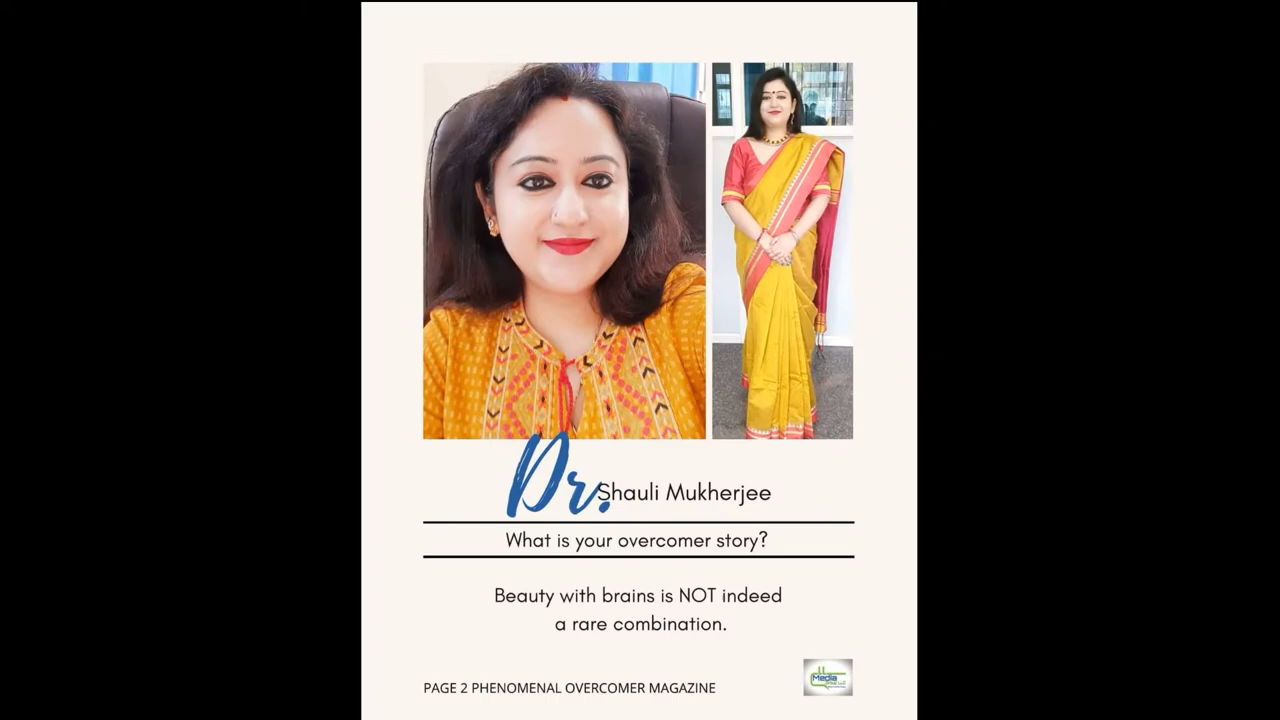 Dr. Shauli Mukherjee
What is your overcomer story?
Beauty with brains is NOT indeed
a rare combination.
PAGE 2 PHENOMENAL OVERCOMER MAGAZINE
Media